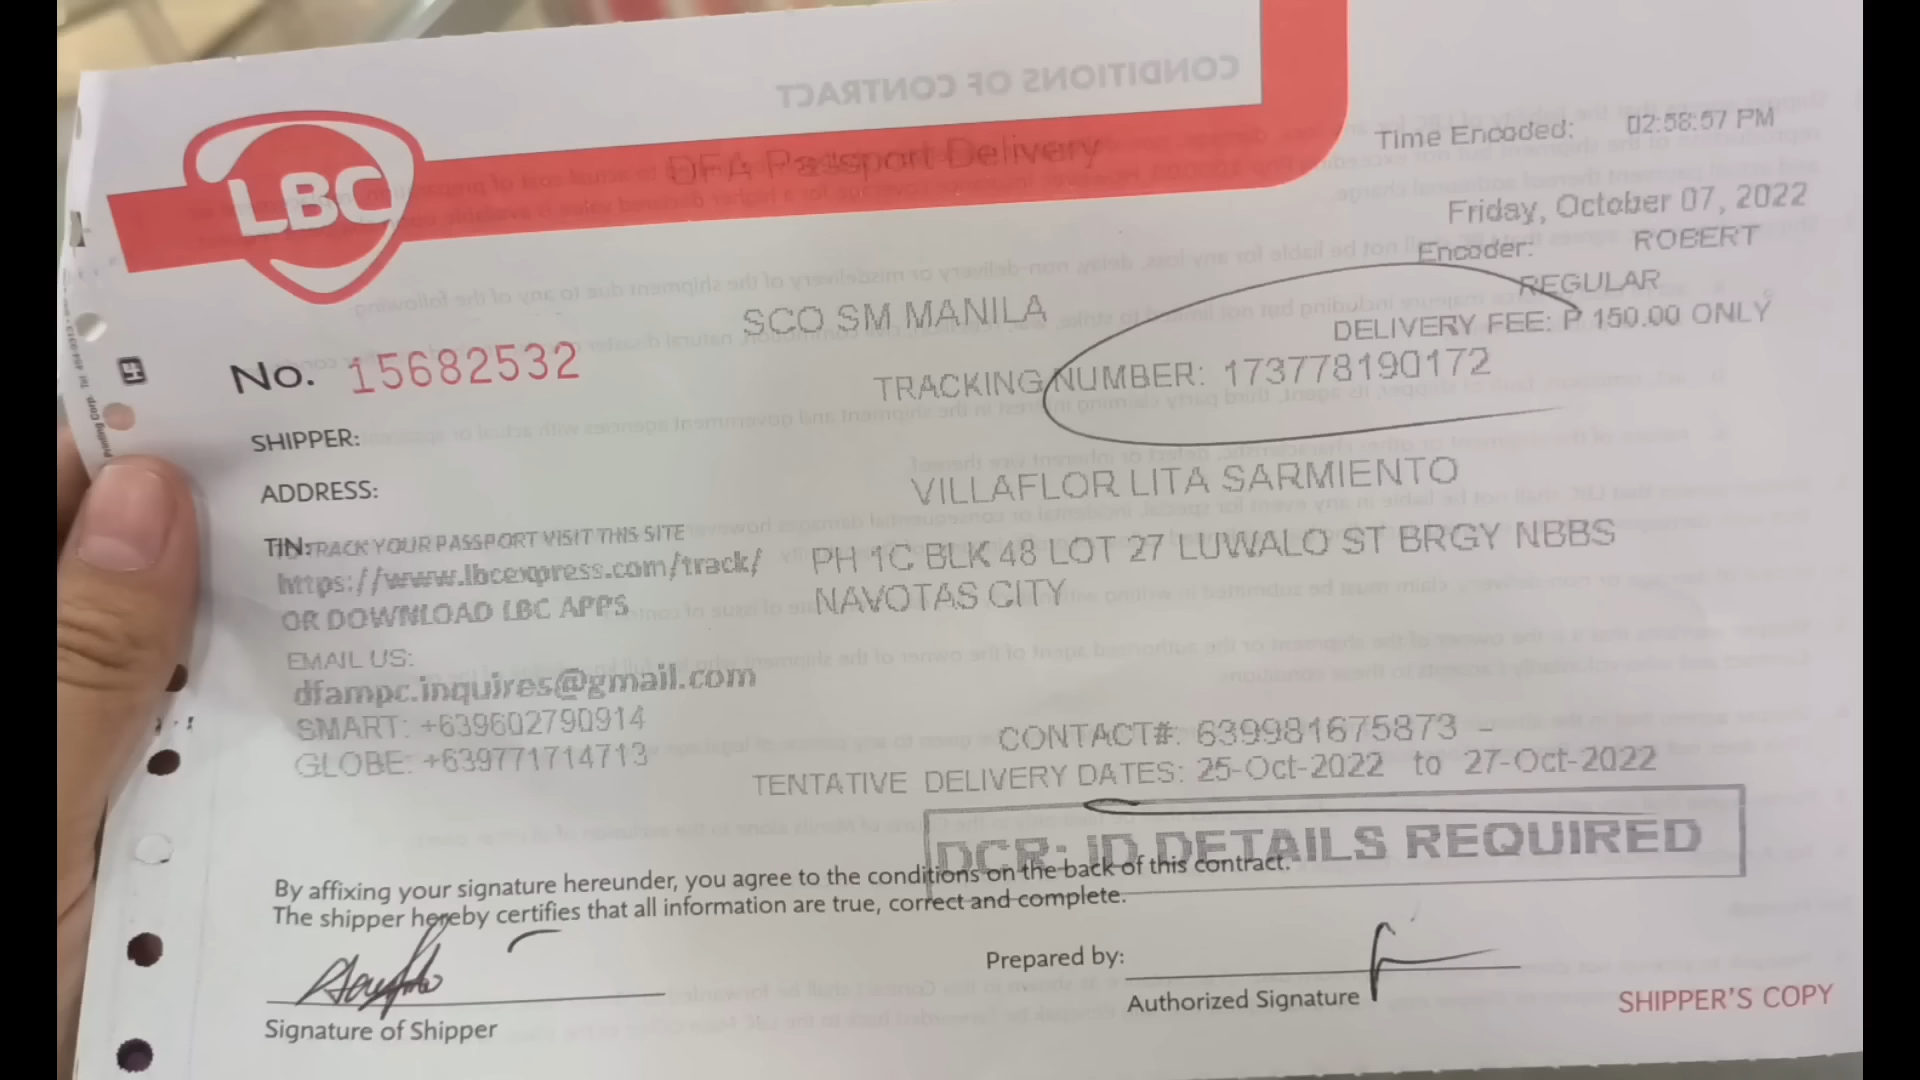 CONDITIONS OF CONTRACT
LBC
DFA Passport Delivery
Time Encoded: 02:58:57 PM
Friday, October 07, 2022
Encoder: ROBERT
REGULAR
SCO SM MANILA
DELIVERY FEE: P 150.00 ONLY
No. 15682532
TRACKING NUMBER: 173778190172
SHIPPER:
VILLAFLOR LITA SARMIENTO
ADDRESS:
TIN:
TO TRACK YOUR PASSPORT VISIT THIS SITE
https://www.lbcexpress.com/track/
PH 1C BLK 48 LOT 27 LUWALO ST BRGY NBBS
NAVOTAS CITY
OR DOWNLOAD LBC APPS
EMAIL US:
dfampc.inquires@gmail.com
SMART: +639602790914
GLOBE: +639771714713
CONTACT#: 639981675873 -
TENTATIVE DELIVERY DATES: 25-Oct-2022 to 27-Oct-2022
DCR: ID DETAILS REQUIRED
By affixing your signature hereunder, you agree to the conditions on the back of this contract.
The shipper hereby certifies that all information are true, correct and complete.
Prepared by:
Authorized Signature
Signature of Shipper
SHIPPER'S COPY